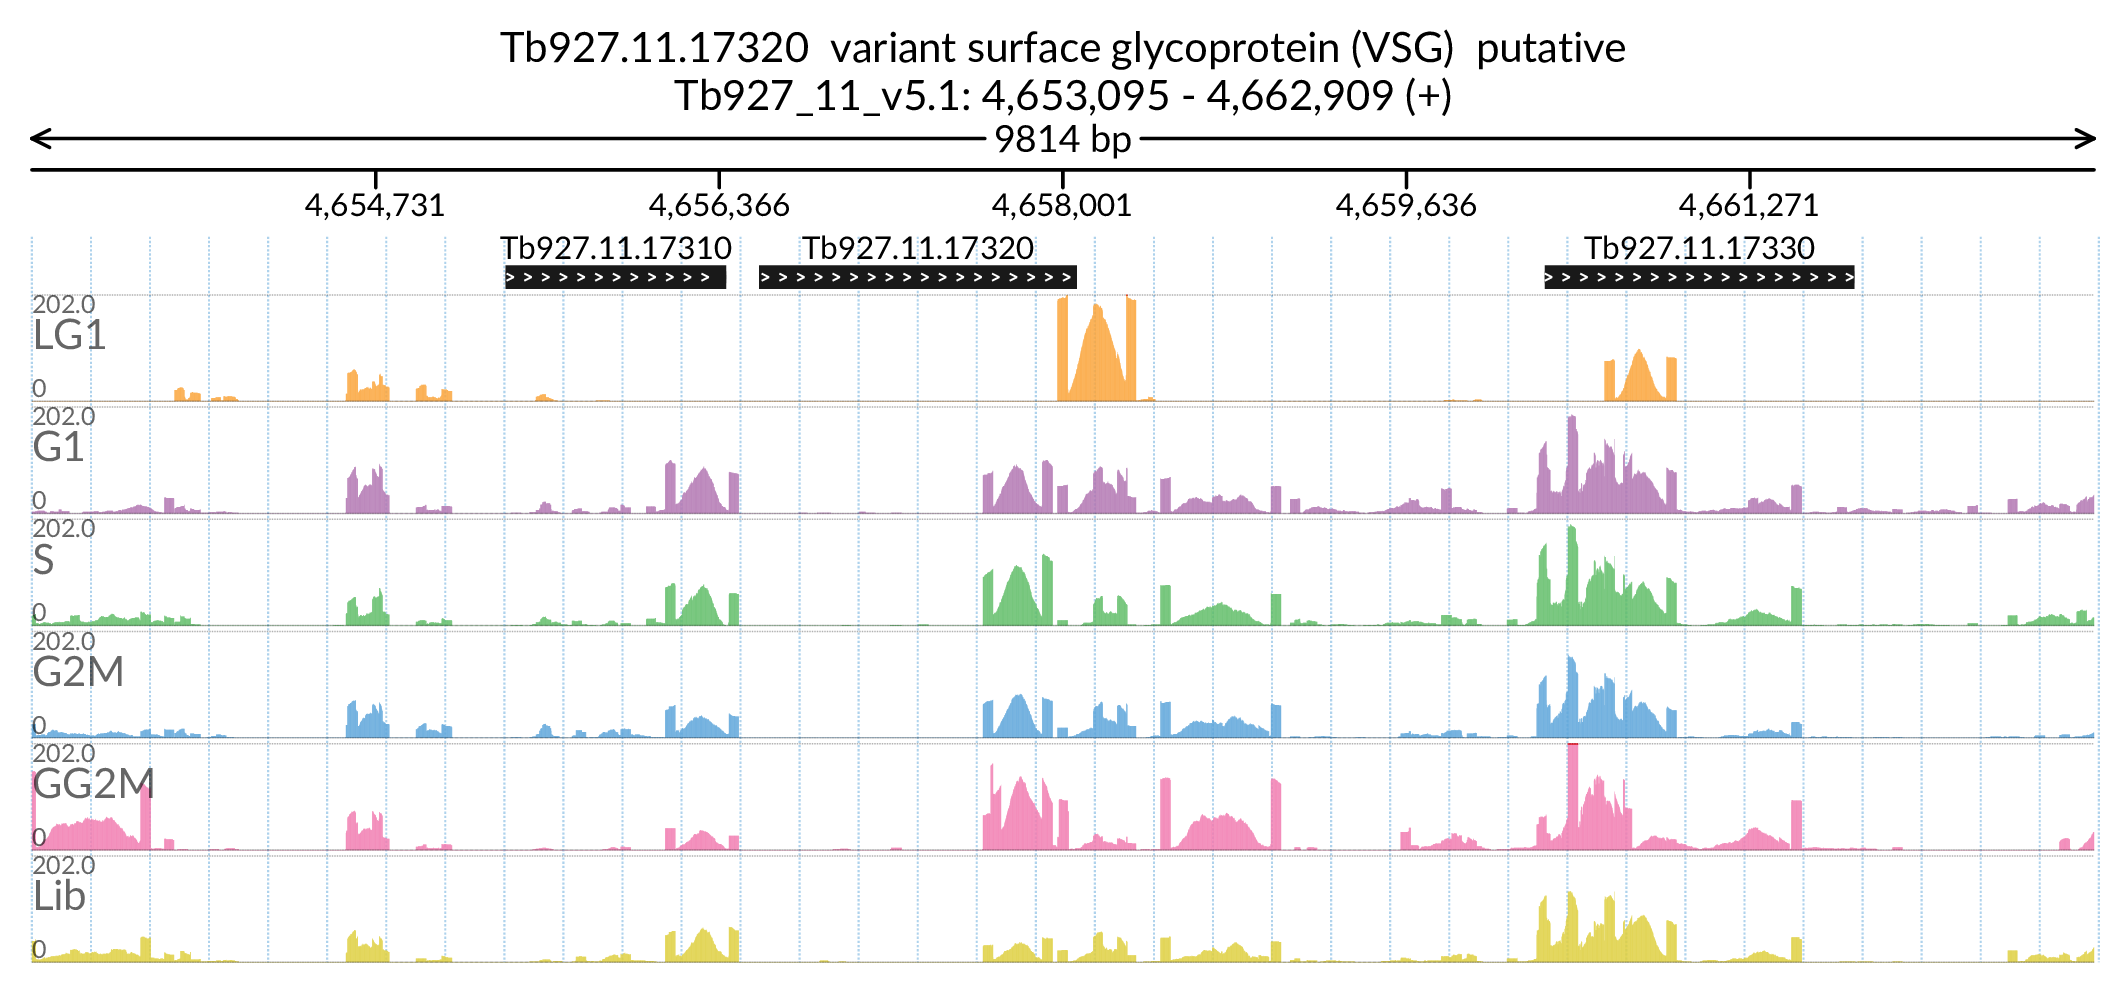 Tb927.11.17320 variant surface glycoprotein (VSG) putative
Tb927_11_v5.1: 4,653,095 - 4,662,909 (+)
9814 bp
4,654,731 4,656,366 4,658,001 4,659,636 4,661,271
Tb927.11.17310 Tb927.11.17320 Tb927.11.17330
202.0
LG1
0
202.0
G1
0
202.0
S
0
202.0
G2M
0
202.0
GG2M
0
202.0
Lib
0